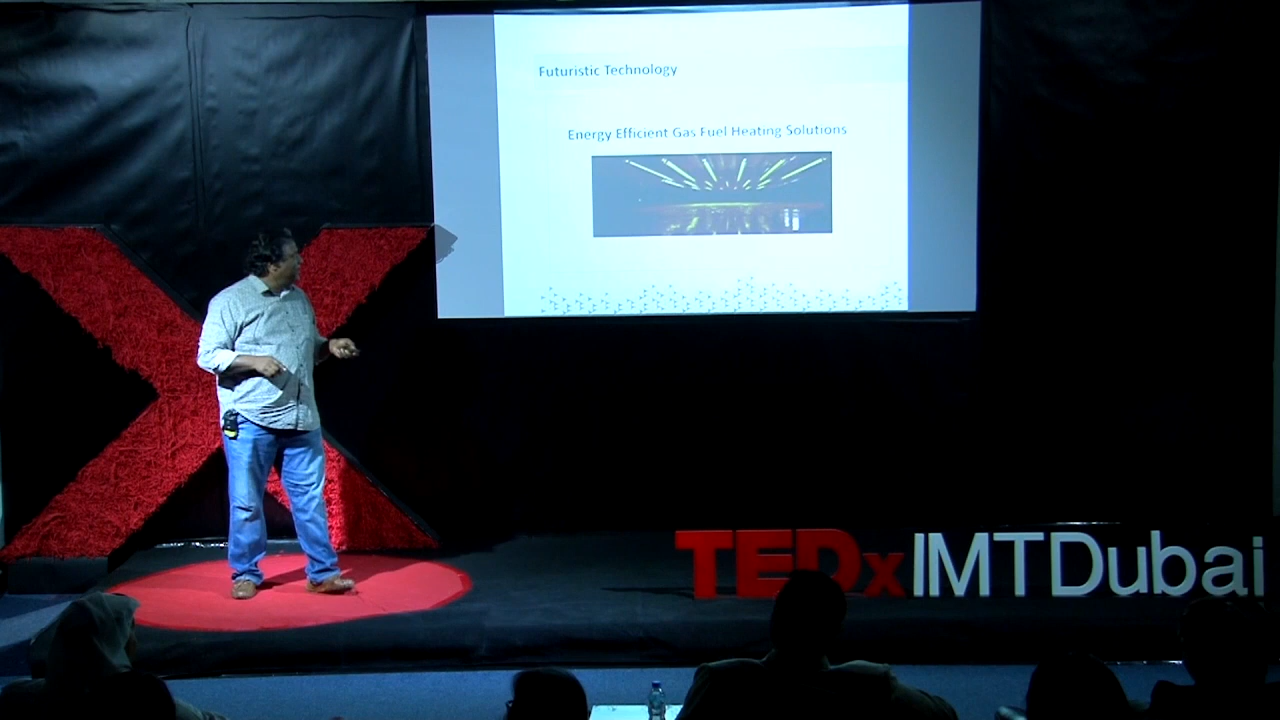 Futuristic Technology
Energy Efficient Gas Fuel Heating Solutions
X
TEDxIMTDubai